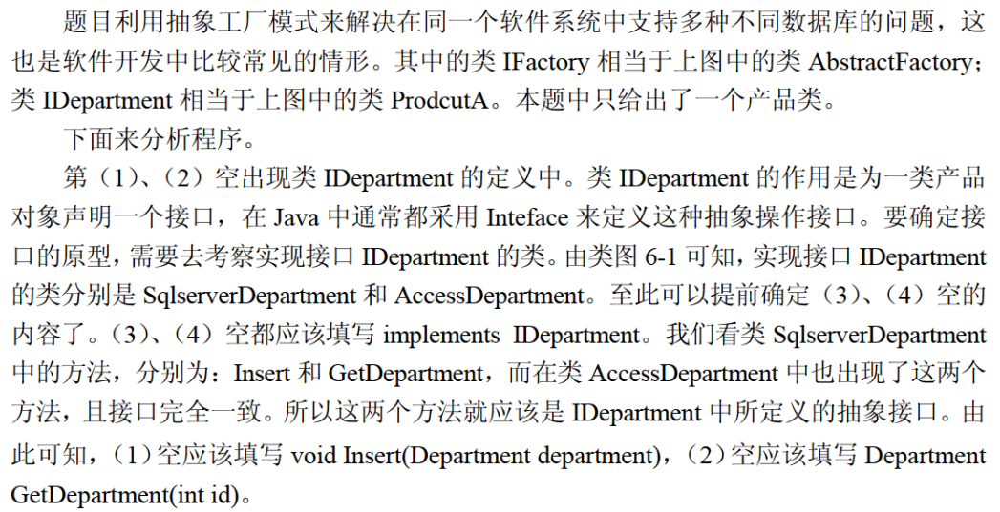 题目利用抽象工厂模式来解决在同一个软件系统中支持多种不同数据库的问题，这
也是软件开发中比较常见的情形。其中的类 IFactory 相当于上图中的类 AbstractFactory；
类 IDepartment 相当于上图中的类 ProdcutA。本题中只给出了一个产品类。
下面来分析程序。
第（1）、（2）空出现类 IDepartment 的定义中。类 IDepartment 的作用是为一类产品
对象声明一个接口，在 Java 中通常都采用 Inteface 来定义这种抽象操作接口。要确定接
口的原型，需要去考察实现接口 IDepartment 的类。由类图 6-1 可知，实现接口 IDepartment
的类分别是 SqlserverDepartment 和 AccessDepartment。至此可以提前确定（3）、（4）空的
内容了。（3）、（4）空都应该填写 implements IDepartment。我们看类 SqlserverDepartment
中的方法，分别为：Insert 和 GetDepartment，而在类 AccessDepartment 中也出现了这两个
方法，且接口完全一致。所以这两个方法就应该是 IDepartment 中所定义的抽象接口。由
此可知，（1）空应该填写 void Insert(Department department)，（2）空应该填写 Department
GetDepartment(int id)。